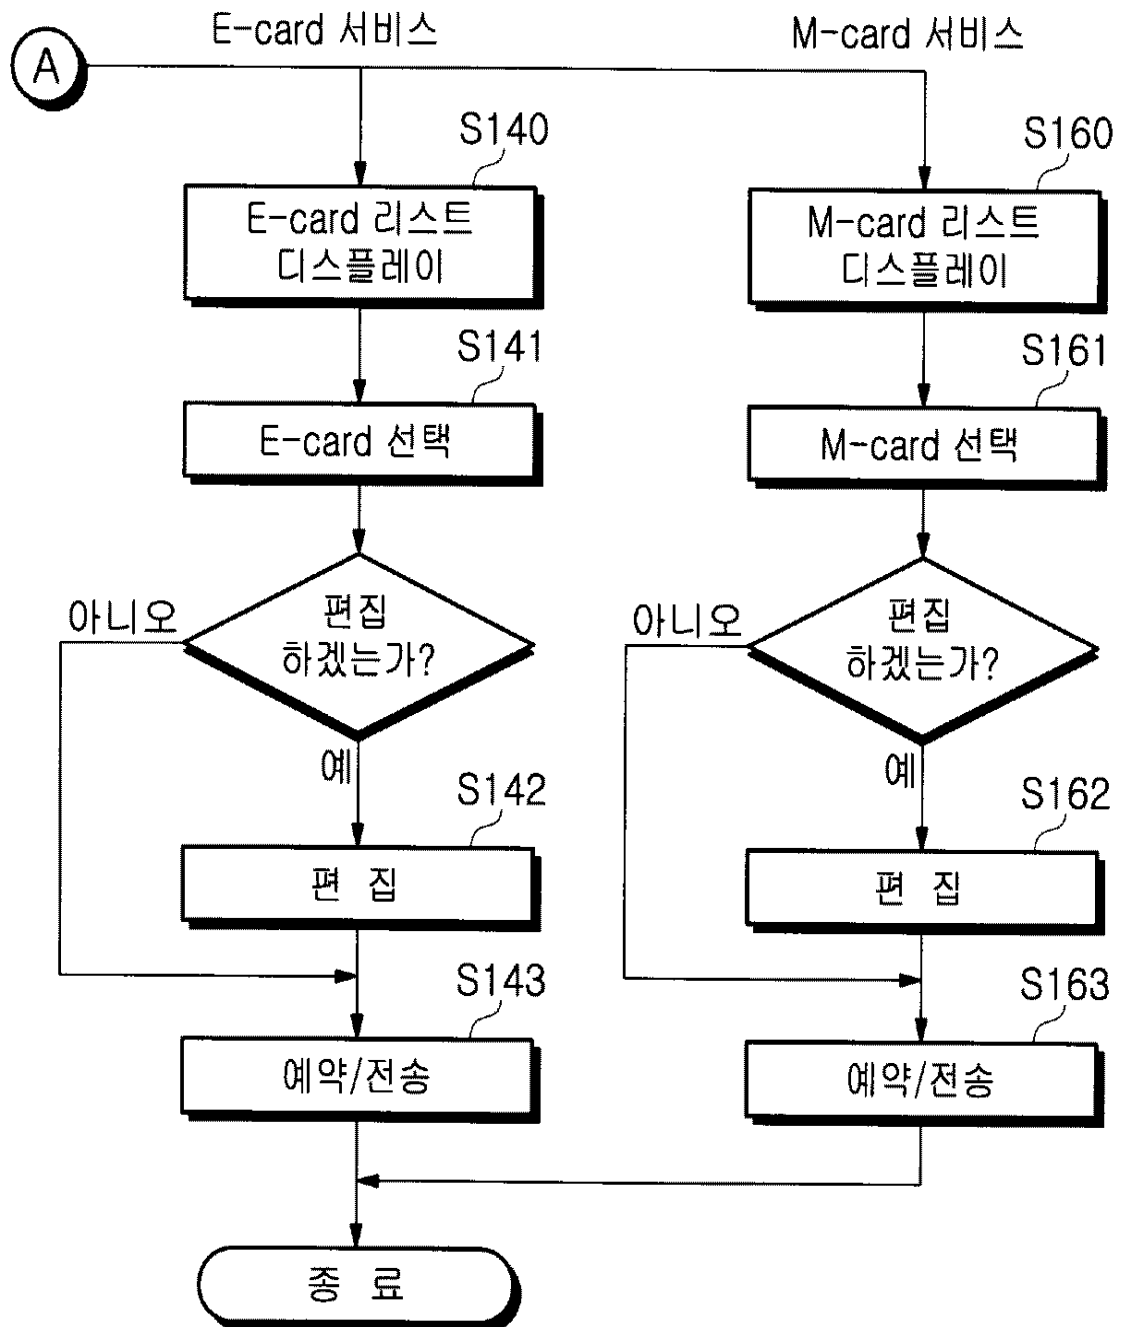 E-card 서비스
M-card 서비스
A
S140
E-card 리스트
디스플레이
S141
E-card 선택
편집
하겠는가?
아니오
예
S142
편 집
S143
예약/전송
S160
M-card 리스트
디스플레이
S161
M-card 선택
편집
하겠는가?
아니오
예
S162
편 집
S163
예약/전송
종 료